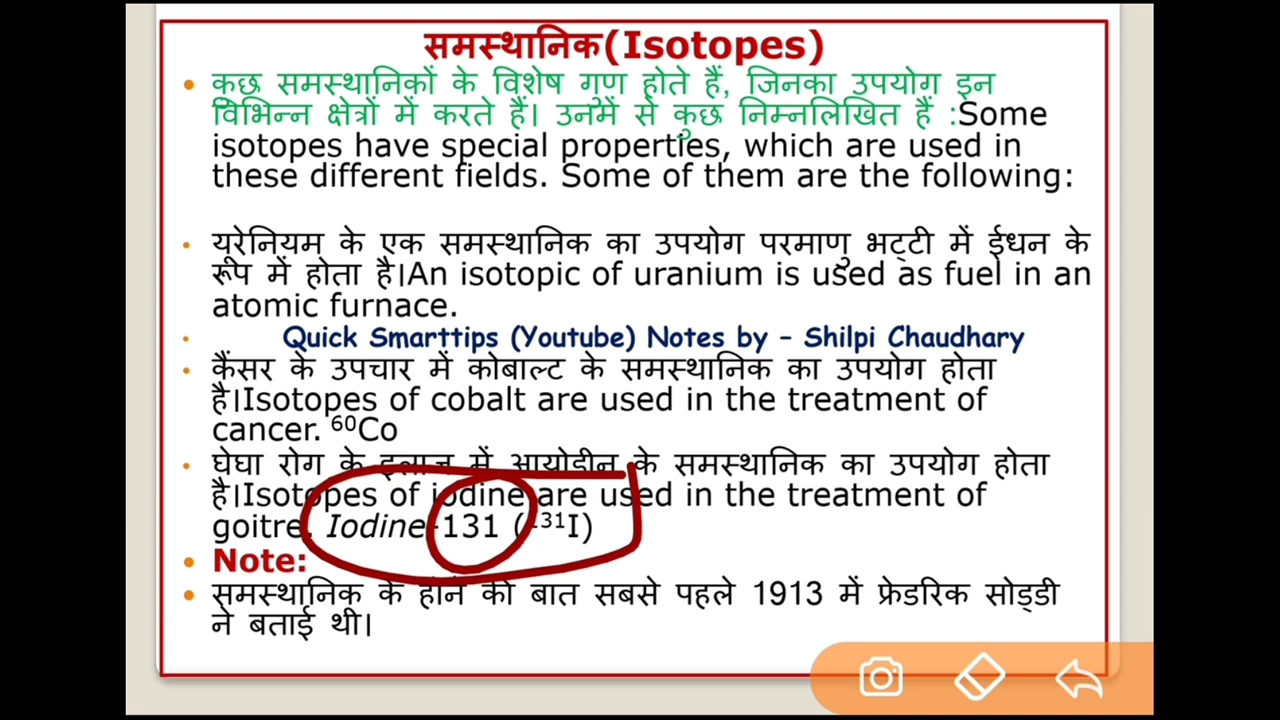 समस्थानिक(Isotopes)
कुछ समस्थानिकों के विशेष गुण होते हैं, जिनका उपयोग इन
विभिन्न क्षेत्रों में करते हैं। उनमें से कुछ निम्नलिखित हैं :Some
isotopes have special properties, which are used in
these different fields. Some of them are the following:
यूरेनियम के एक समस्थानिक का उपयोग परमाणु भट्टी में ईधन के
रूप में होता है।An isotopic of uranium is used as fuel in an
atomic furnace.
Quick Smarttips (Youtube) Notes by – Shilpi Chaudhary
कैंसर के उपचार में कोबाल्ट के समस्थानिक का उपयोग होता
है।Isotopes of cobalt are used in the treatment of
cancer. ⁶⁰Co
घेघा रोग के इलाज में आयोडीन के समस्थानिक का उपयोग होता
है।Isotopes of iodine are used in the treatment of
goitre. Iodine-131 (¹³¹I)
Note:
समस्थानिक के होने की बात सबसे पहले 1913 में फ्रेडरिक सोड्डी
ने बताई थी।